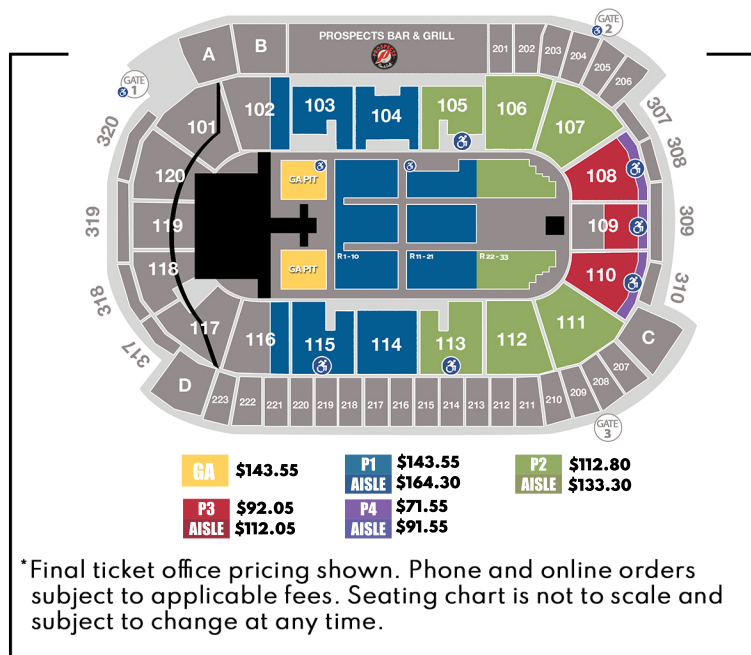 GATE
2
PROSPECTS BAR & GRILL
A
B
201
202
203
204
205
206
GATE
1
320
101
102
103
104
105
106
107
307
308
120
GA PIT
108
319
119
109
309
118
GA PIT
R 1 - 10
R 11 - 21
R 22 - 33
110
318
310
317
117
116
115
114
113
112
111
C
D
223
222
221
220
219
218
217
216
215
214
213
212
211
210
209
208
207
GATE
3
GA
$143.55
P1
$143.55
AISLE
$164.30
P2
$112.80
AISLE
$133.30
P3
$92.05
AISLE
$112.05
P4
$71.55
AISLE
$91.55
*Final ticket office pricing shown. Phone and online orders
subject to applicable fees. Seating chart is not to scale and
subject to change at any time.